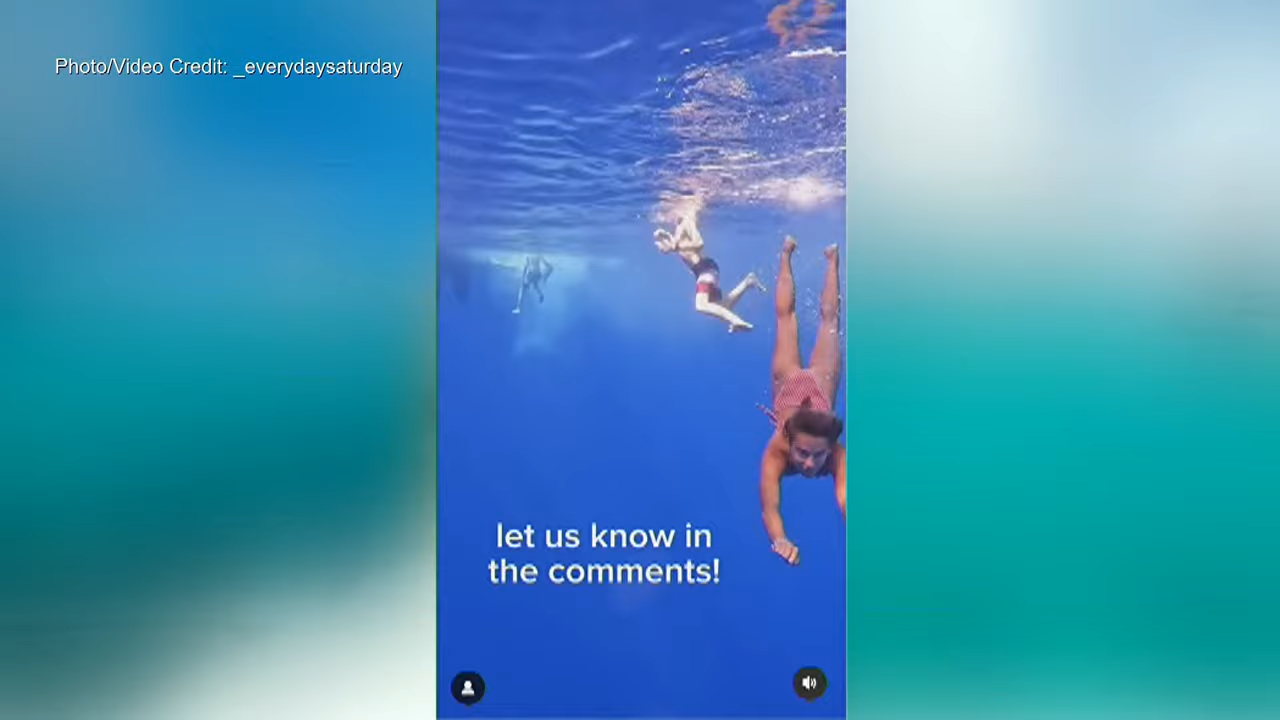 Photo/Video Credit: _everydaysaturday
let us know in
the comments!